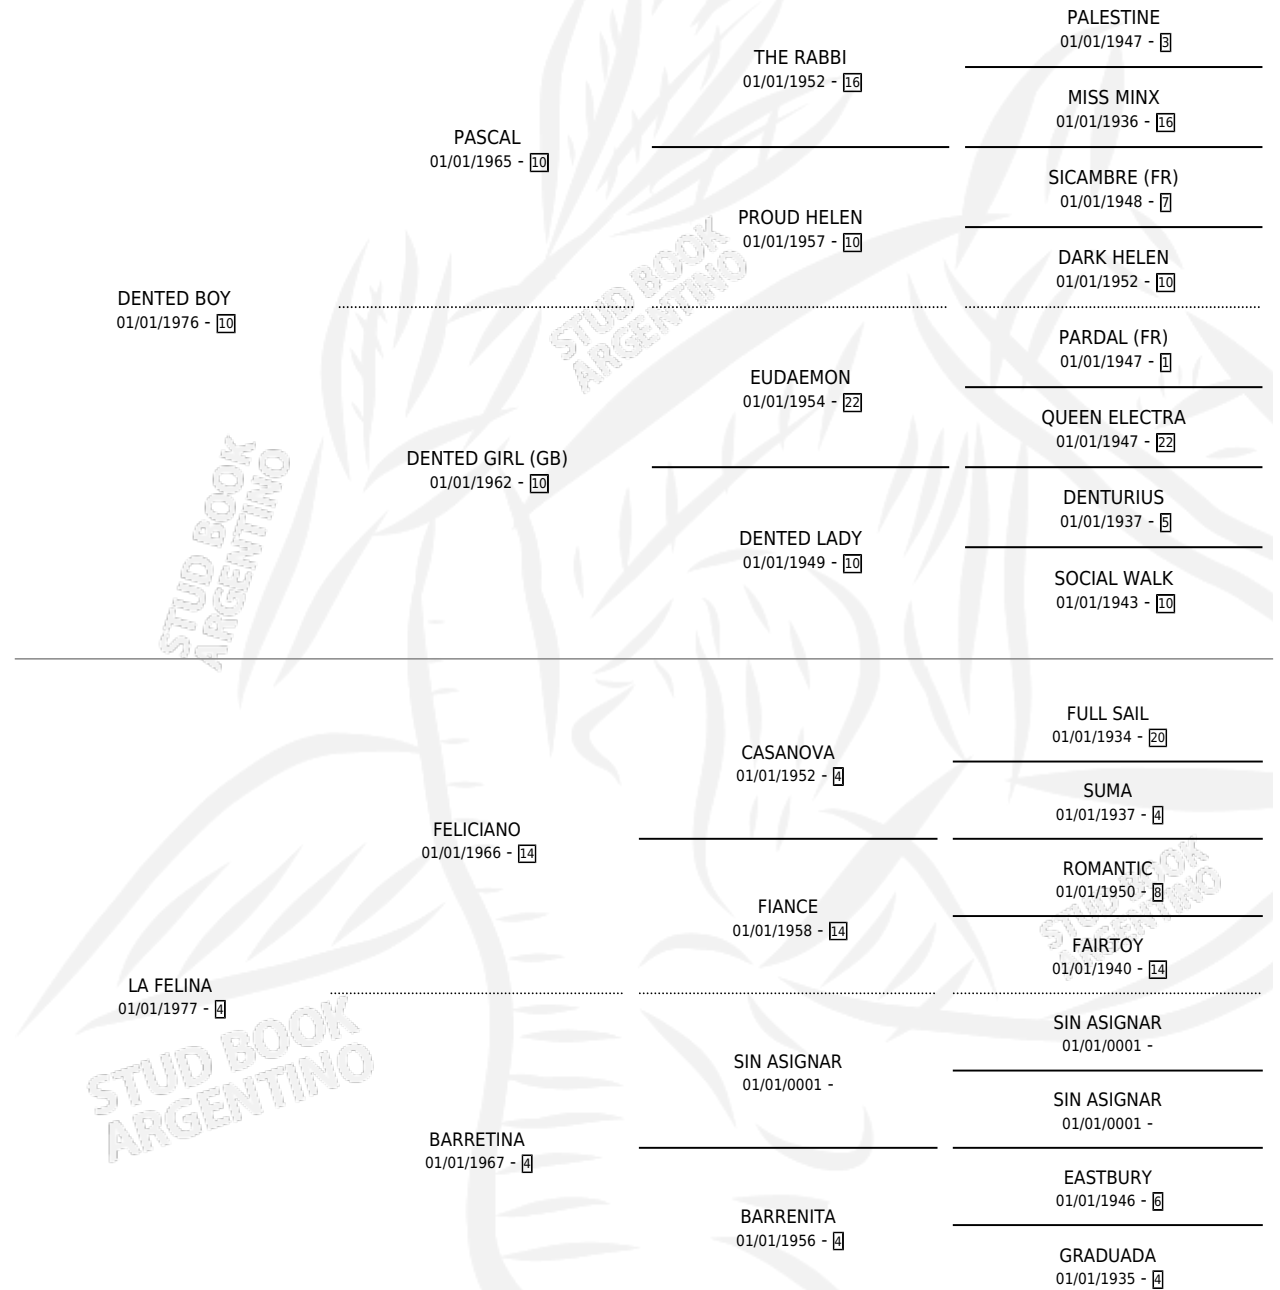 PALESTINE
01/01/1947 - 3
THE RABBI
01/01/1952 - 16
MISS MINX
01/01/1936 - 16
PASCAL
01/01/1965 - 10
SICAMBRE (FR)
01/01/1948 - 7
PROUD HELEN
01/01/1957 - 10
DARK HELEN
01/01/1952 - 10
DENTED BOY
01/01/1976 - 10
PARDAL (FR)
01/01/1947 - 1
EUDAEMON
01/01/1954 - 22
QUEEN ELECTRA
01/01/1947 - 22
DENTED GIRL (GB)
01/01/1962 - 10
DENTURIUS
01/01/1937 - 5
DENTED LADY
01/01/1949 - 10
SOCIAL WALK
01/01/1943 - 10
FULL SAIL
01/01/1934 - 20
CASANOVA
01/01/1952 - 4
SUMA
01/01/1937 - 4
FELICIANO
01/01/1966 - 14
ROMANTIC
01/01/1950 - 8
FIANCE
01/01/1958 - 14
FAIRTOY
01/01/1940 - 14
LA FELINA
01/01/1977 - 4
SIN ASIGNAR
01/01/0001 -
SIN ASIGNAR
01/01/0001 -
SIN ASIGNAR
01/01/0001 -
BARRETINA
01/01/1967 - 4
EASTBURY
01/01/1946 - 6
BARRENITA
01/01/1956 - 4
GRADUADA
01/01/1935 - 4
STUD BOOK
ARGENTINO
STUD BOOK
ARGENTINO
STUD BOOK
ARGENTINO
STUD BOOK
ARGENTINO